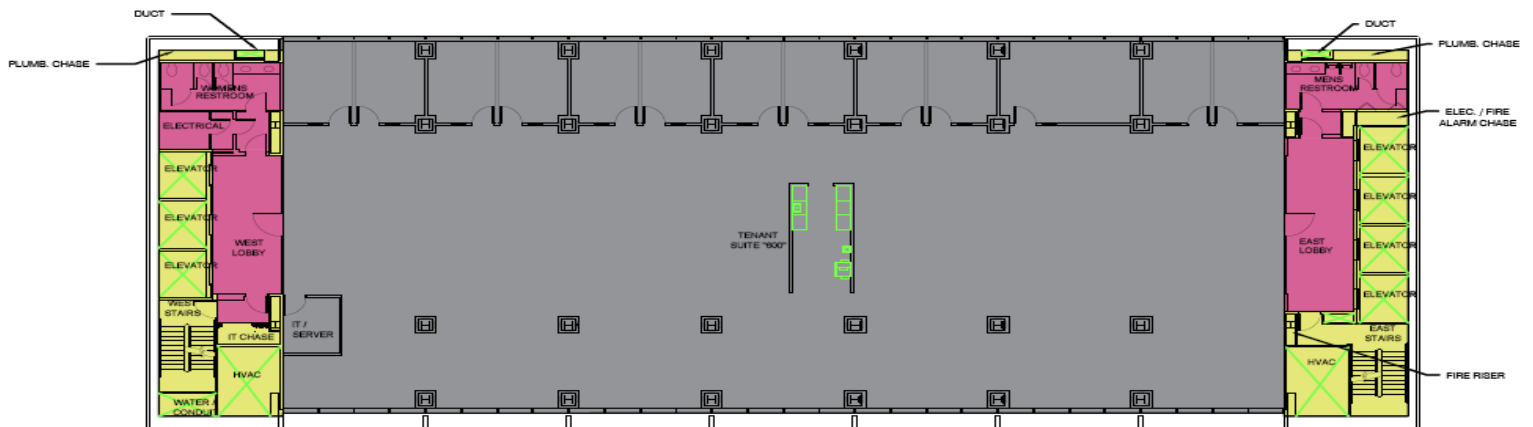 DUCT
PLUMB. CHASE
WOMENS
RESTROOM
ELECTRICAL
ELEVATOR
ELEVATOR
ELEVATOR
WEST
LOBBY
WEST
STAIRS
IT CHASE
HVAC
WATER /
CONDUI
IT /
SERVER
TENANT
SUITE "600"
DUCT
PLUMB. CHASE
MENS
RESTROOM
ELEC. / FIRE
ALARM CHASE
ELEVATOR
ELEVATOR
ELEVATOR
ELEVATOR
EAST
LOBBY
EAST
STAIRS
HVAC
FIRE RISER